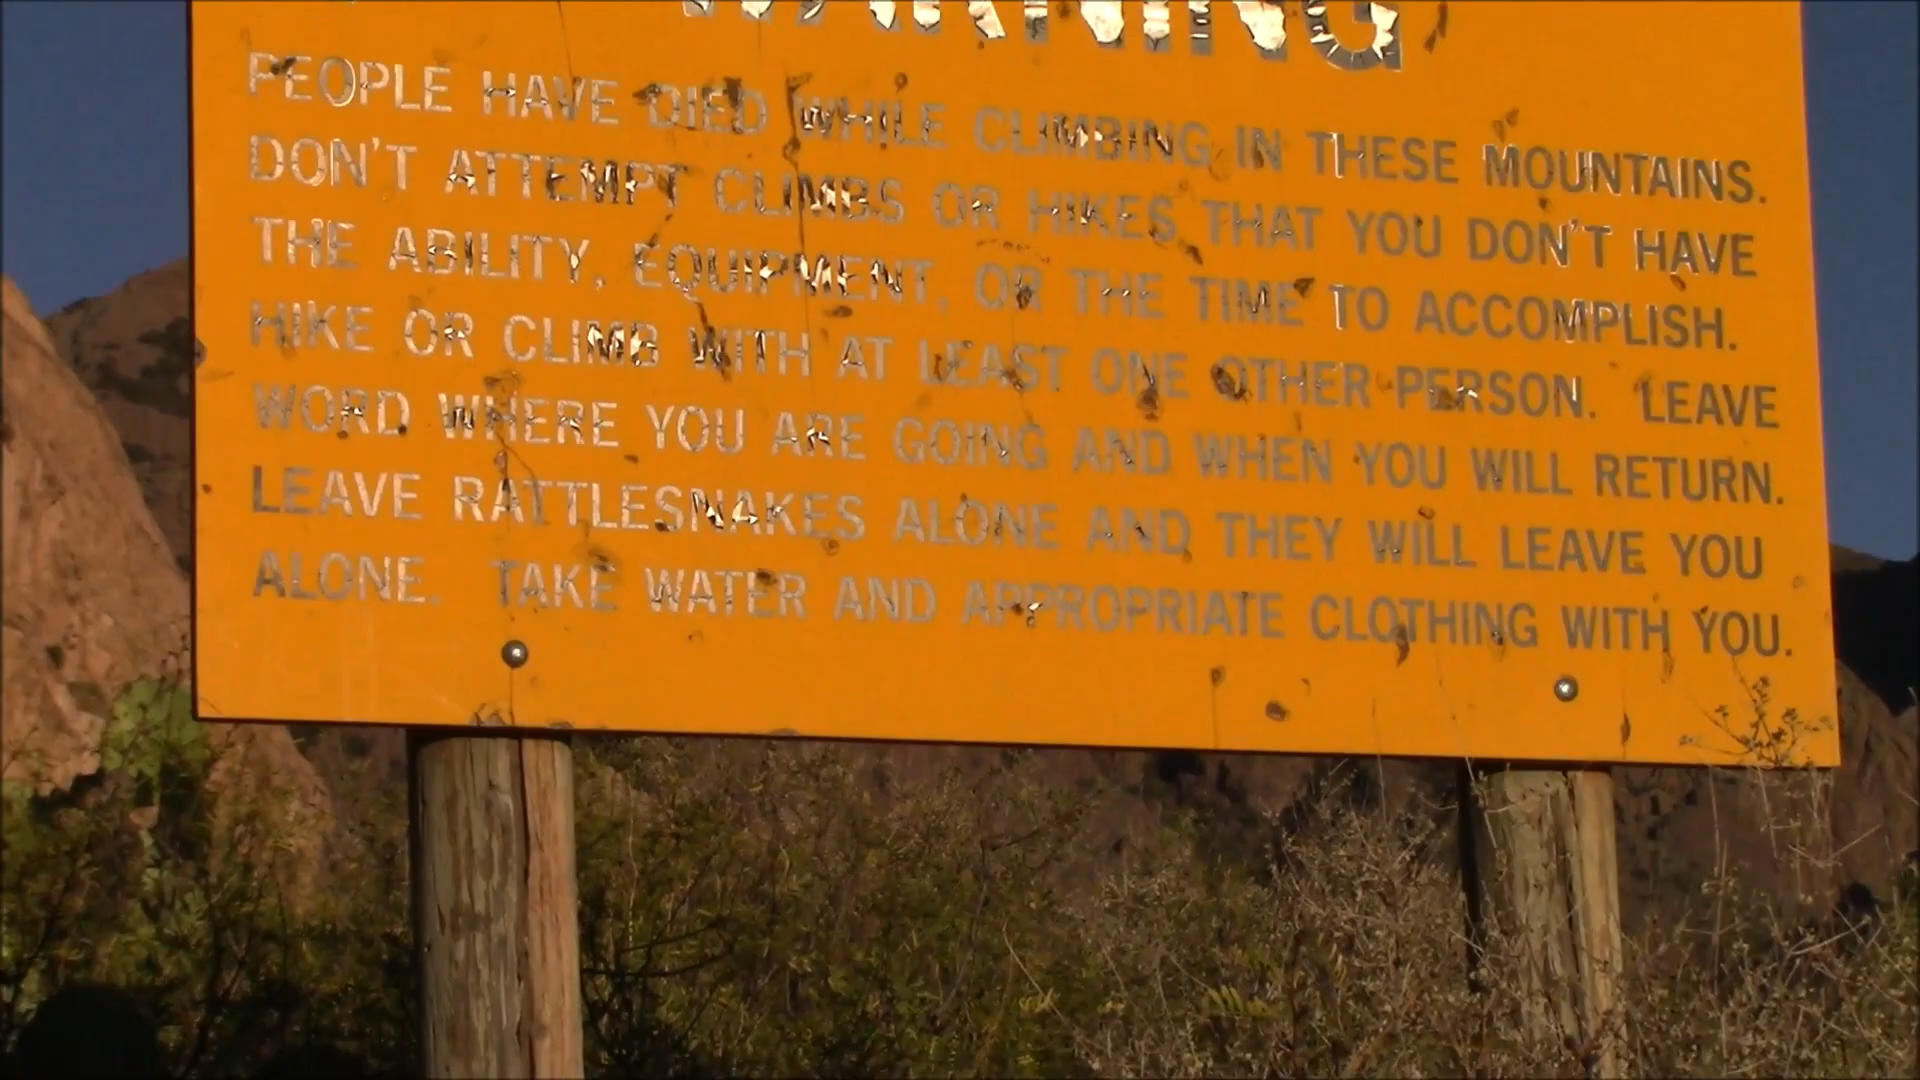 WARNING
PEOPLE HAVE DIED WHILE CLIMBING IN THESE MOUNTAINS.
DON'T ATTEMPT CLIMBS OR HIKES THAT YOU DON'T HAVE
THE ABILITY, EQUIPMENT, OR THE TIME TO ACCOMPLISH.
HIKE OR CLIMB WITH AT LEAST ONE OTHER PERSON. LEAVE
WORD WHERE YOU ARE GOING AND WHEN YOU WILL RETURN.
LEAVE RATTLESNAKES ALONE AND THEY WILL LEAVE YOU
ALONE. TAKE WATER AND APPROPRIATE CLOTHING WITH YOU.